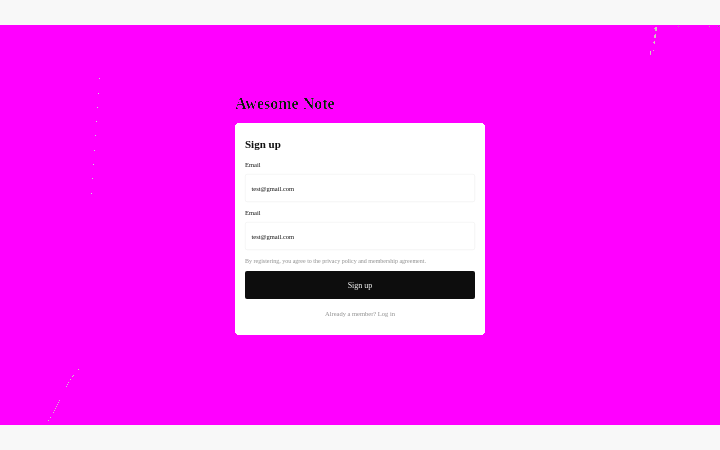 Awesome Note
Sign up
Email
test@gmail.com
Email
test@gmail.com
By registering, you agree to the privacy policy and membership agreement.
Sign up
Already a member? Log in